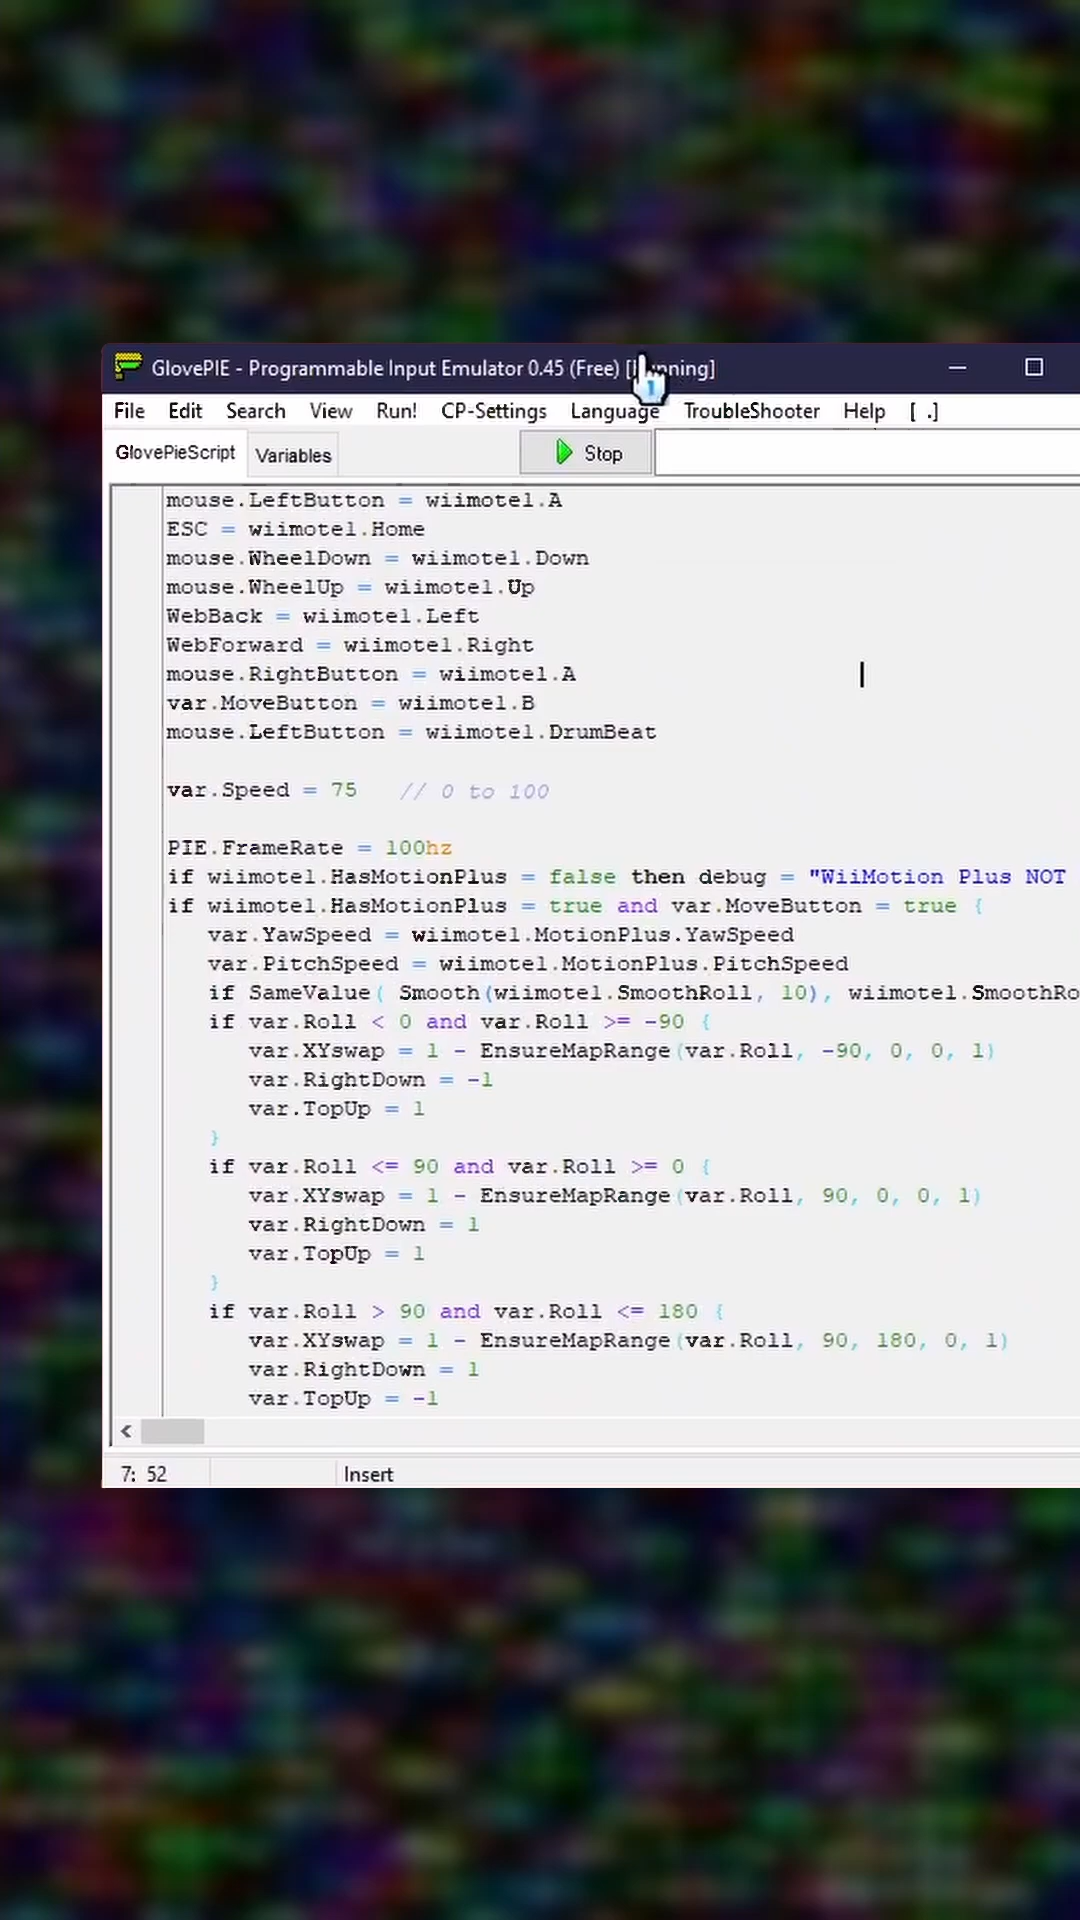 GlovePIE - Programmable Input Emulator 0.45 (Free)
File Edit Search View Run! CP-Settings Language TroubleShooter Help [ .]
GlovePieScript Variables Stop
mouse.LeftButton = wiimote1.A
ESC = wiimote1.Home
mouse.WheelDown = wiimote1.Down
mouse.WheelUp = wiimote1.Up
WebBack = wiimote1.Left
WebForward = wiimote1.Right
mouse.RightButton = wiimote1.A
var.MoveButton = wiimote1.B
mouse.LeftButton = wiimote1.DrumBeat
var.Speed = 75 // 0 to 100
PIE.FrameRate = 100hz
if wiimote1.HasMotionPlus = false then debug = "WiiMotion Plus NOT
if wiimote1.HasMotionPlus = true and var.MoveButton = true {
var.YawSpeed = wiimote1.MotionPlus.YawSpeed
var.PitchSpeed = wiimote1.MotionPlus.PitchSpeed
if SameValue( Smooth(wiimote1.SmoothRoll, 10), wiimote1.SmoothRo
if var.Roll < 0 and var.Roll >= -90 {
var.XYswap = 1 - EnsureMapRange(var.Roll, -90, 0, 0, 1)
var.RightDown = -1
var.TopUp = 1
}
if var.Roll <= 90 and var.Roll >= 0 {
var.XYswap = 1 - EnsureMapRange(var.Roll, 90, 0, 0, 1)
var.RightDown = 1
var.TopUp = 1
}
if var.Roll > 90 and var.Roll <= 180 {
var.XYswap = 1 - EnsureMapRange(var.Roll, 90, 180, 0, 1)
var.RightDown = 1
var.TopUp = -1
7: 52 Insert